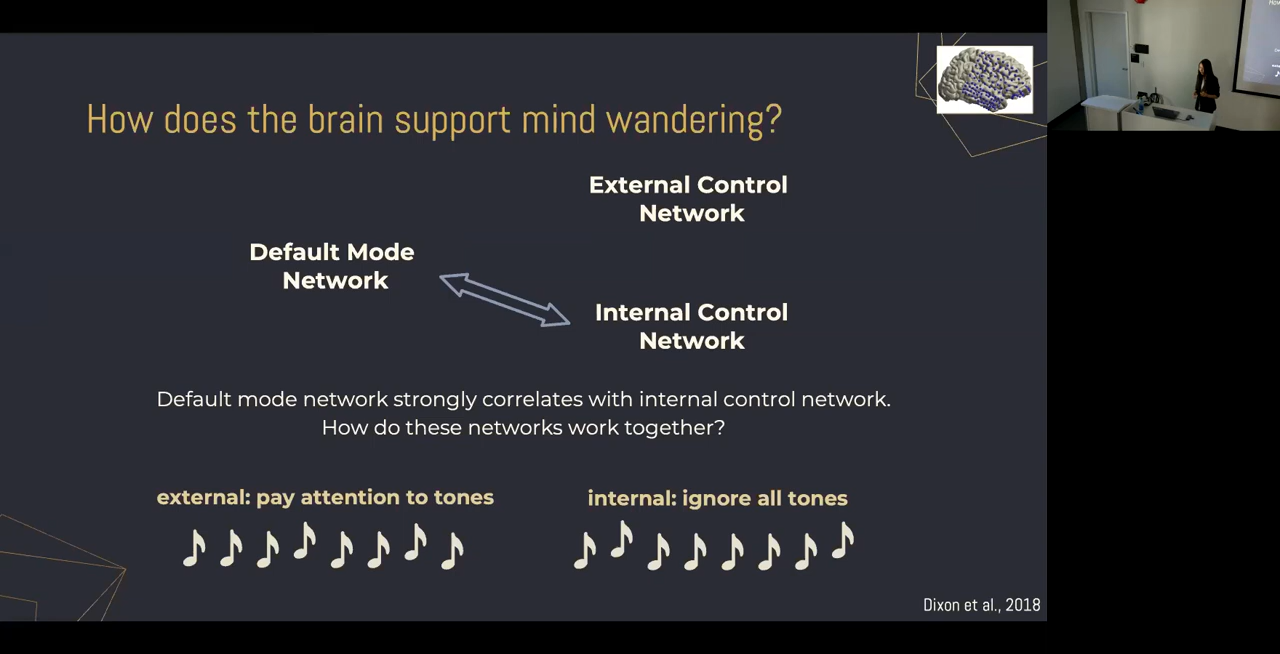 How does the brain support mind wandering?
External Control
Network
Default Mode
Network
Internal Control
Network
Default mode network strongly correlates with internal control network.
How do these networks work together?
external: pay attention to tones
internal: ignore all tones
Dixon et al., 2018